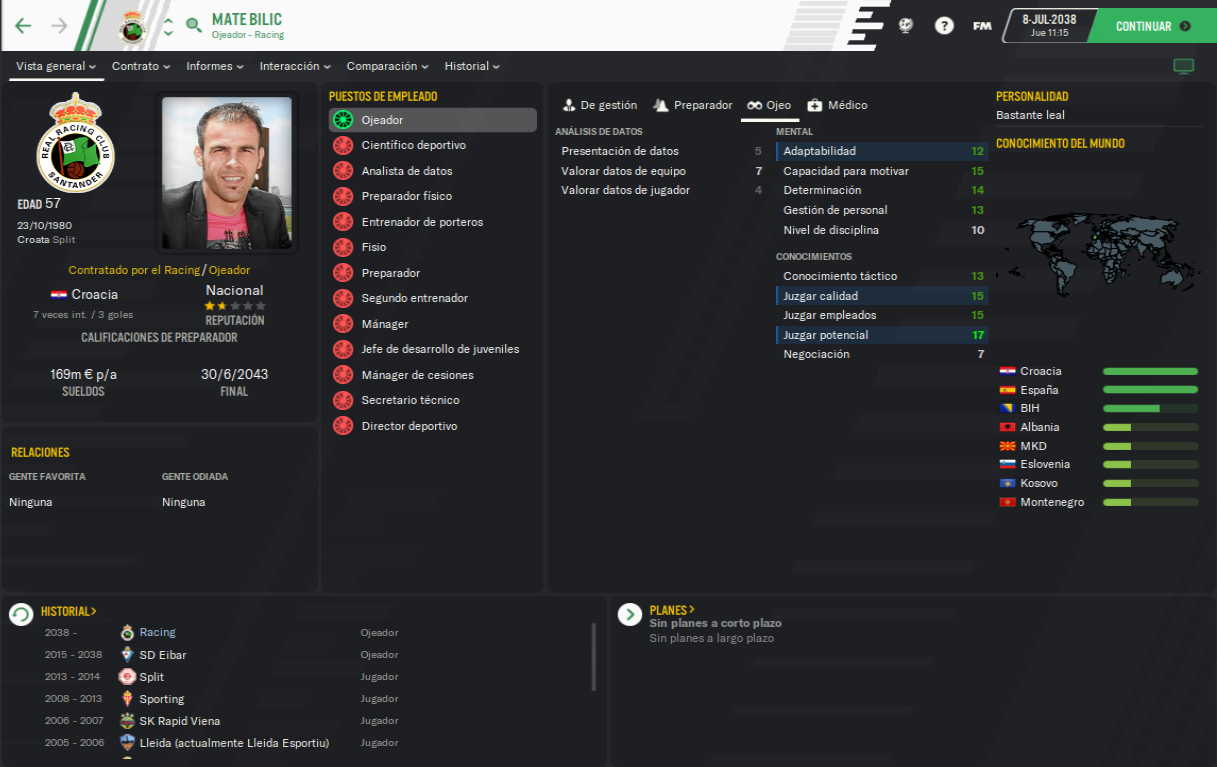 MATE BILIC
Ojeador - Racing
?
FM
8-JUL-2038
Jue 11:15
CONTINUAR
Vista general
Contrato
Informes
Interacción
Comparación
Historial
REAL RACING CLUB
SANTANDER
EDAD 57
23/10/1980
Croata Split
Contratado por el Racing / Ojeador
Croacia
7 veces int. / 3 goles
Nacional
REPUTACIÓN
CALIFICACIONES DE PREPARADOR
169m € p/a
SUELDOS
30/6/2043
FINAL
RELACIONES
GENTE FAVORITA
GENTE ODIADA
Ninguna
Ninguna
PUESTOS DE EMPLEADO
Ojeador
Científico deportivo
Analista de datos
Preparador físico
Entrenador de porteros
Fisio
Preparador
Segundo entrenador
Mánager
Jefe de desarrollo de juveniles
Mánager de cesiones
Secretario técnico
Director deportivo
De gestión
Preparador
Ojeo
Médico
ANÁLISIS DE DATOS
Presentación de datos 5
Valorar datos de equipo 7
Valorar datos de jugador 4
MENTAL
Adaptabilidad 12
Capacidad para motivar 15
Determinación 14
Gestión de personal 13
Nivel de disciplina 10
CONOCIMIENTOS
Conocimiento táctico 13
Juzgar calidad 15
Juzgar empleados 15
Juzgar potencial 17
Negociación 7
PERSONALIDAD
Bastante leal
CONOCIMIENTO DEL MUNDO
Croacia
España
BIH
Albania
MKD
Eslovenia
Kosovo
Montenegro
HISTORIAL >
2038 - Racing Ojeador
2015 - 2038 SD Eibar Ojeador
2013 - 2014 Split Jugador
2008 - 2013 Sporting Jugador
2006 - 2007 SK Rapid Viena Jugador
2005 - 2006 Lleida (actualmente Lleida Esportiu) Jugador
PLANES >
Sin planes a corto plazo
Sin planes a largo plazo